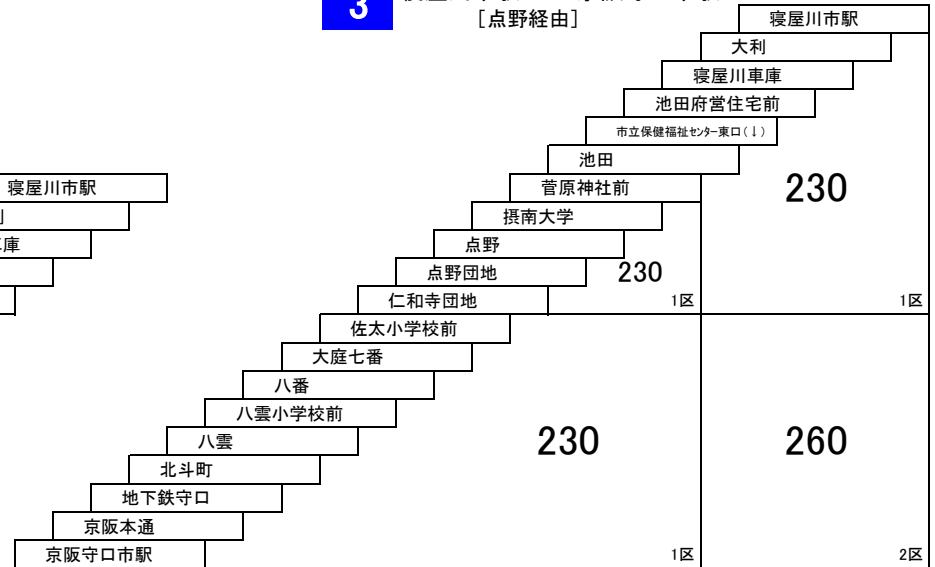 3
[点野経由]
寝屋川市駅
大利
寝屋川車庫
池田府営住宅前
市立保健福祉センター東口(↓)
池田
寝屋川市駅
菅原神社前
230
摂南大学
庫
点野
点野団地
230
仁和寺団地
1区
1区
佐太小学校前
大庭七番
八番
八雲小学校前
八雲
230
260
北斗町
地下鉄守口
京阪本通
京阪守口市駅
1区
2区